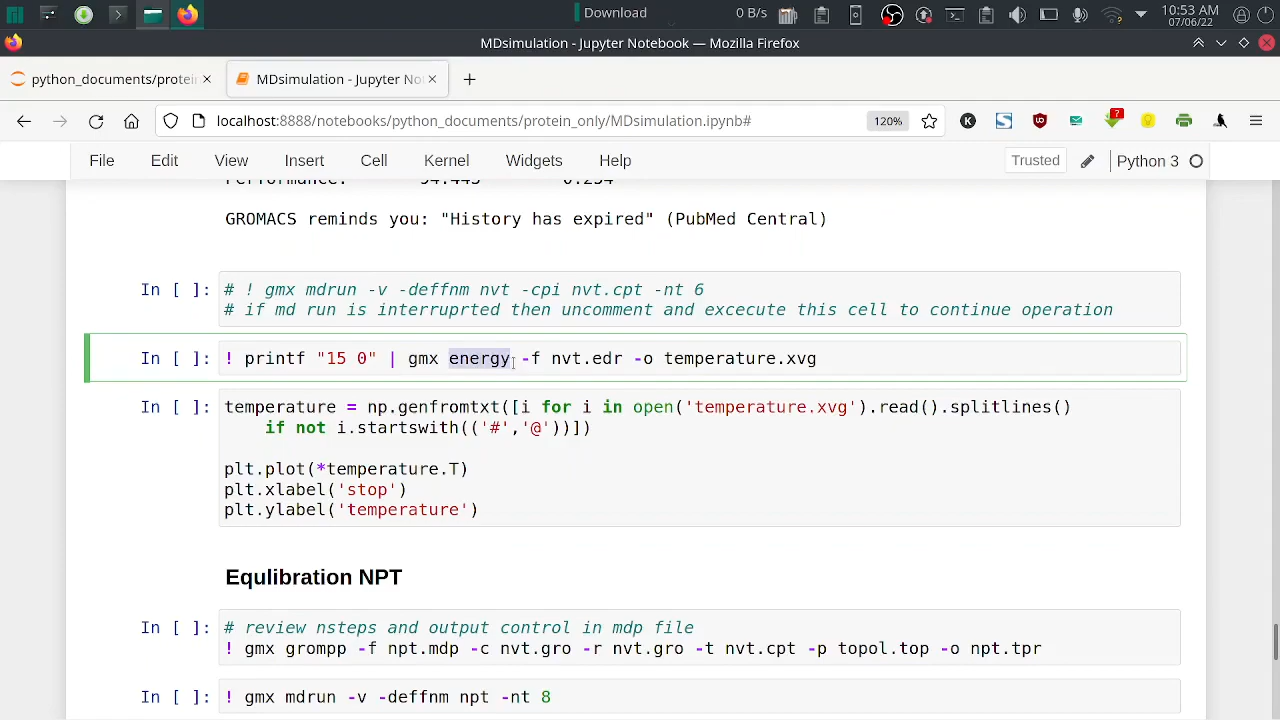 Download
0 B/s
10:53 AM
07/06/22
MDsimulation - Jupyter Notebook — Mozilla Firefox
python_documents/protein
MDsimulation - Jupyter No
localhost:8888/notebooks/python_documents/protein_only/MDsimulation.ipynb#
120%
File Edit View Insert Cell Kernel Widgets Help
Trusted
Python 3
GROMACS reminds you: "History has expired" (PubMed Central)
In [ ]: # ! gmx mdrun -v -deffnm nvt -cpi nvt.cpt -nt 6
# if md run is interuprted then uncomment and excecute this cell to continue operation
In [ ]: ! printf "15 0" | gmx energy -f nvt.edr -o temperature.xvg
In [ ]: temperature = np.genfromtxt([i for i in open('temperature.xvg').read().splitlines()
if not i.startswith(('#','@'))])
plt.plot(*temperature.T)
plt.xlabel('stop')
plt.ylabel('temperature')
Equlibration NPT
In [ ]: # review nsteps and output control in mdp file
! gmx grompp -f npt.mdp -c nvt.gro -r nvt.gro -t nvt.cpt -p topol.top -o npt.tpr
In [ ]: ! gmx mdrun -v -deffnm npt -nt 8